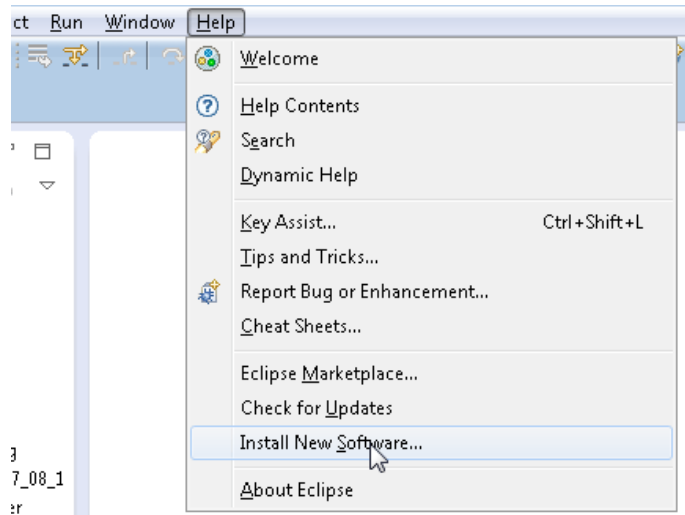 ct Run Window Help
Welcome
Help Contents
Search
Dynamic Help
Key Assist... Ctrl+Shift+L
Tips and Tricks...
Report Bug or Enhancement...
Cheat Sheets...
Eclipse Marketplace...
Check for Updates
Install New Software...
g
7_08_1
About Eclipse
er